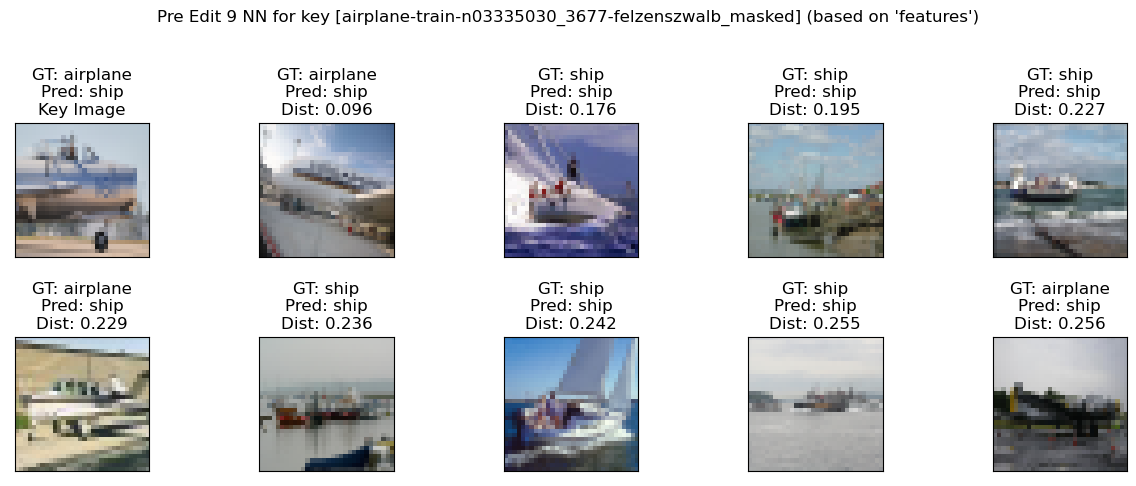 Pre Edit 9 NN for key [airplane-train-n03335030_3677-felzenszwalb_masked] (based on 'features')
GT: airplane
Pred: ship
Key Image
GT: airplane
Pred: ship
Dist: 0.096
GT: ship
Pred: ship
Dist: 0.176
GT: ship
Pred: ship
Dist: 0.195
GT: ship
Pred: ship
Dist: 0.227
GT: airplane
Pred: ship
Dist: 0.229
GT: ship
Pred: ship
Dist: 0.236
GT: ship
Pred: ship
Dist: 0.242
GT: ship
Pred: ship
Dist: 0.255
GT: airplane
Pred: ship
Dist: 0.256